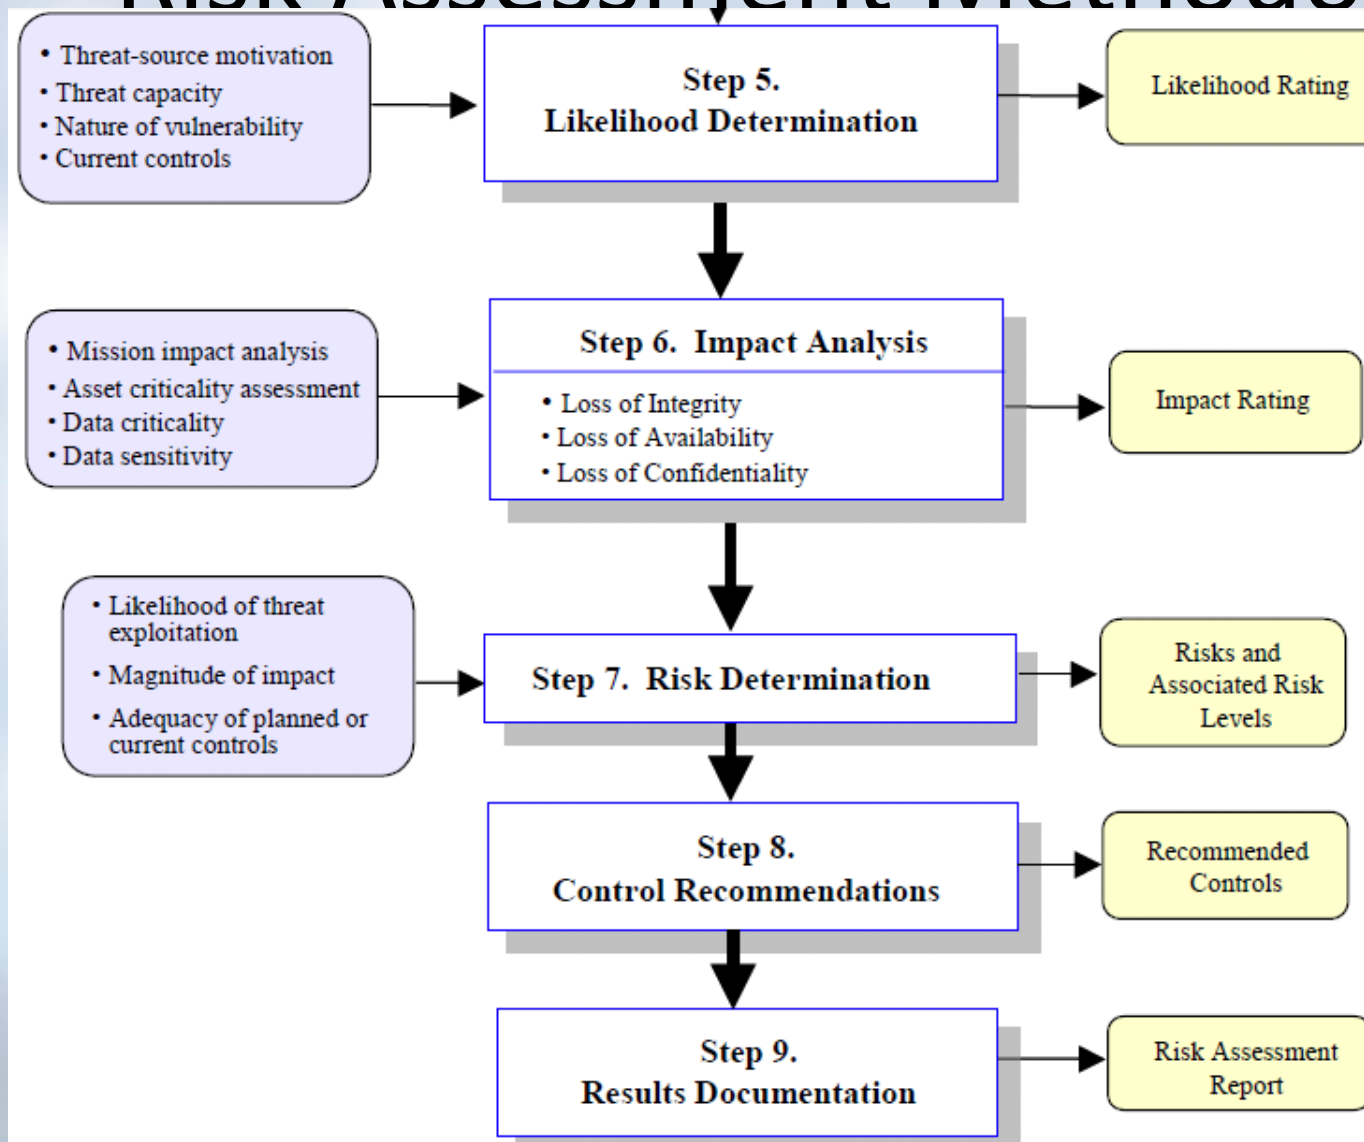 Risk Assessment Methodo
• Threat-source motivation
• Threat capacity
• Nature of vulnerability
• Current controls
Step 5.
Likelihood Determination
Likelihood Rating
• Mission impact analysis
• Asset criticality assessment
• Data criticality
• Data sensitivity
Step 6. Impact Analysis
• Loss of Integrity
• Loss of Availability
• Loss of Confidentiality
Impact Rating
• Likelihood of threat
exploitation
• Magnitude of impact
• Adequacy of planned or
current controls
Step 7. Risk Determination
Risks and
Associated Risk
Levels
Step 8.
Control Recommendations
Recommended
Controls
Step 9.
Results Documentation
Risk Assessment
Report